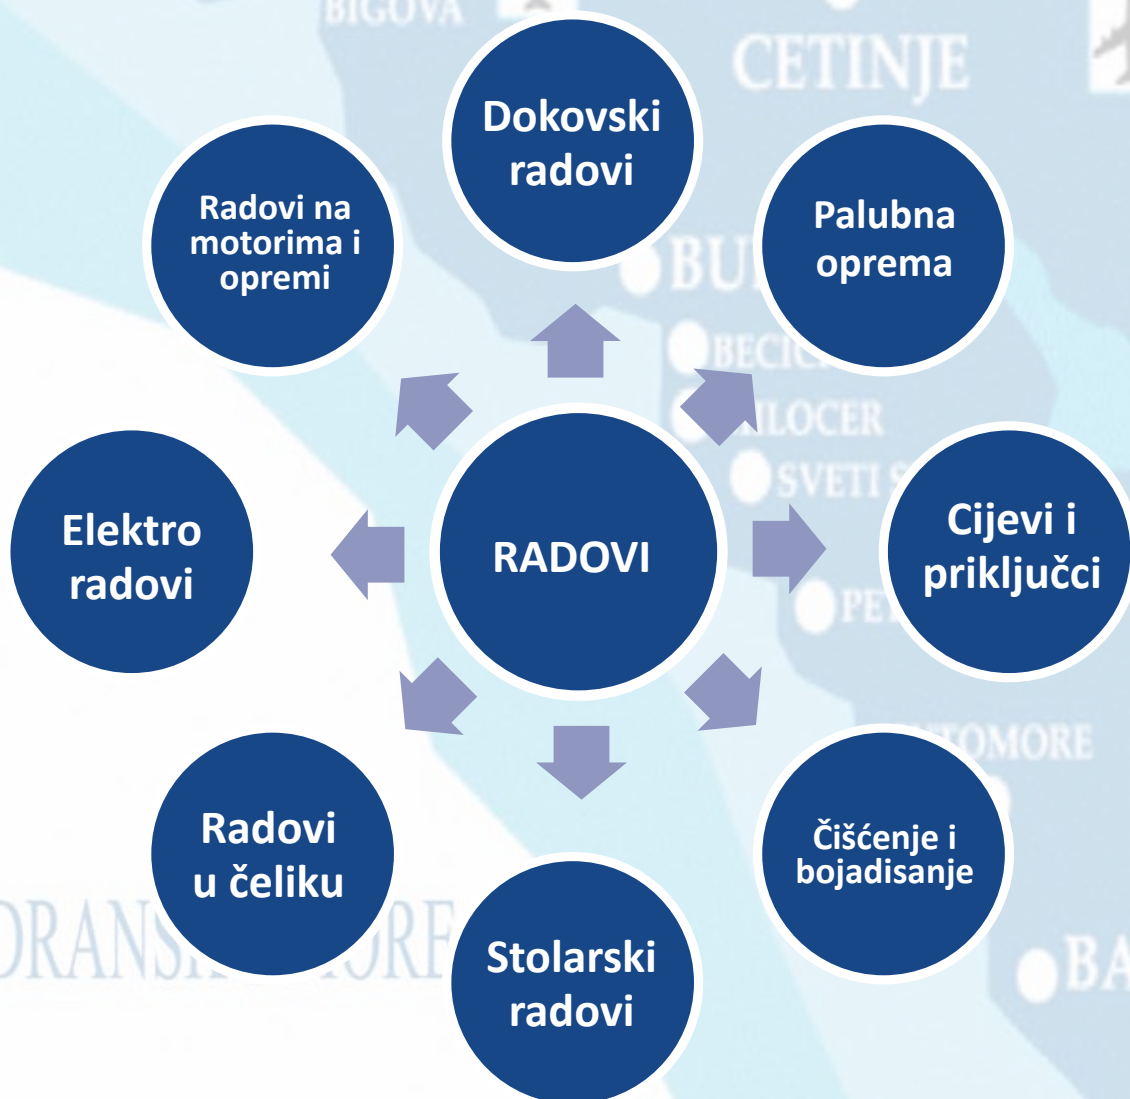 BIGOVA
CETINJE
Dokovski
radovi
Radovi na
motorima i
opremi
Palubna
oprema
Elektro
radovi
RADOVI
SVETI
Cijevi i
priključci
Radovi
u čeliku
Čišćenje i
bojadisanje
Stolarski
radovi